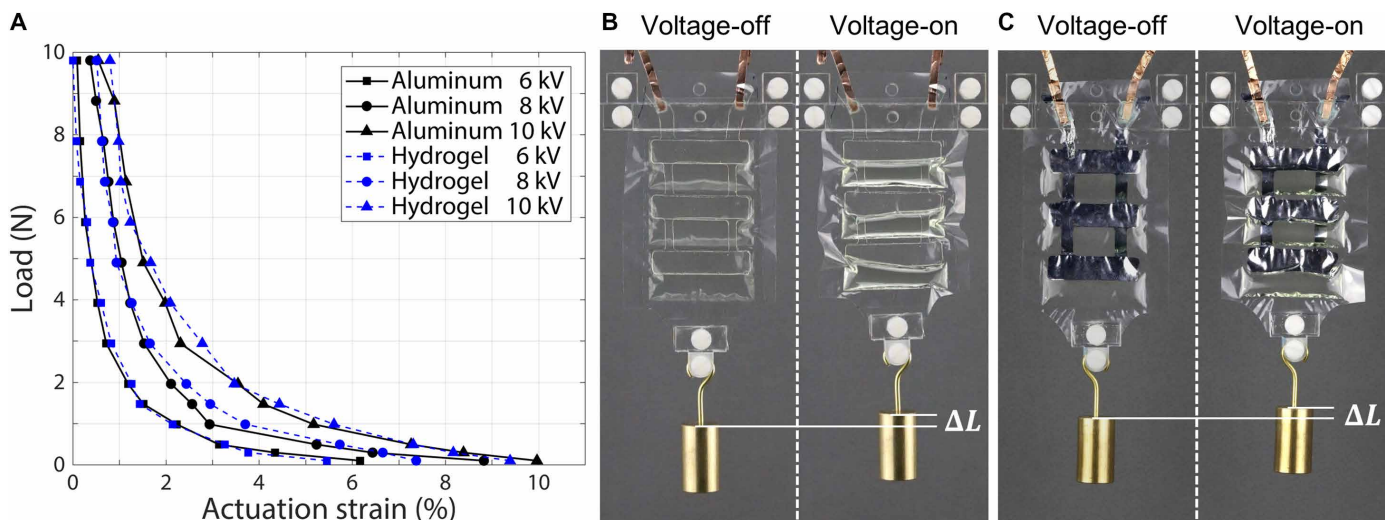 A
10
8
6
4
2
0
Load (N)
0
2
4
6
8
10
Actuation strain (%)
Aluminum 6 kV
Aluminum 8 kV
Aluminum 10 kV
Hydrogel 6 kV
Hydrogel 8 kV
Hydrogel 10 kV
B
Voltage-off
Voltage-on
ΔL
C
Voltage-off
Voltage-on
ΔL